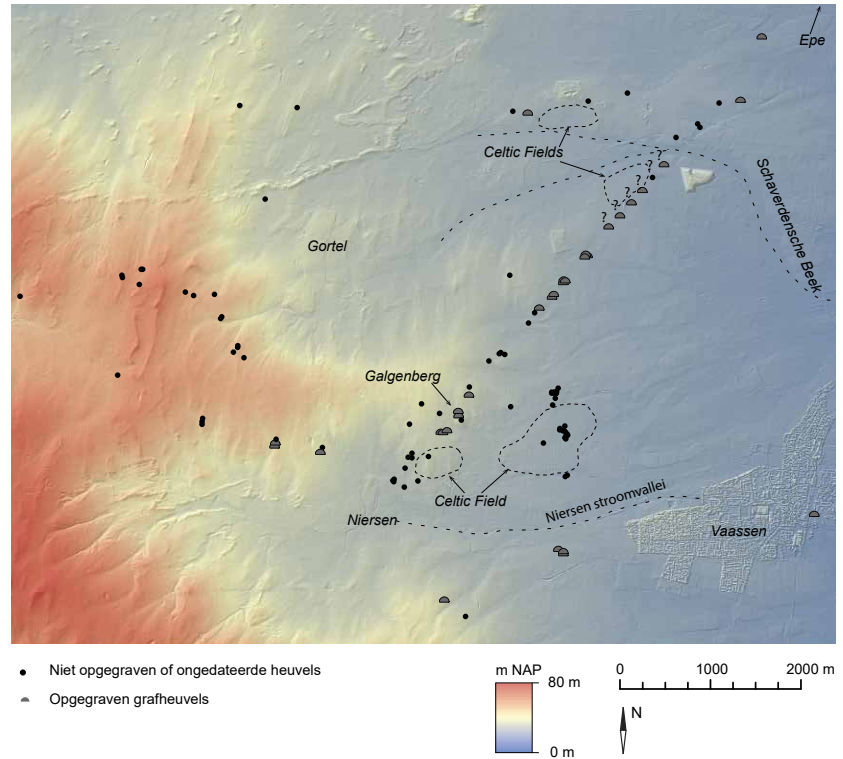 Epe
Celtic Fields
?
?
?
?
?
?
Schaverdensche Beek
Gortel
Galgenberg
Celtic Field
Niersen stroomvallei
Niersen
Vaassen
Niet opgegraven of ongedateerde heuvels
Opgegraven grafheuvels
m NAP
80 m
0 m
0 1000 2000 m
N